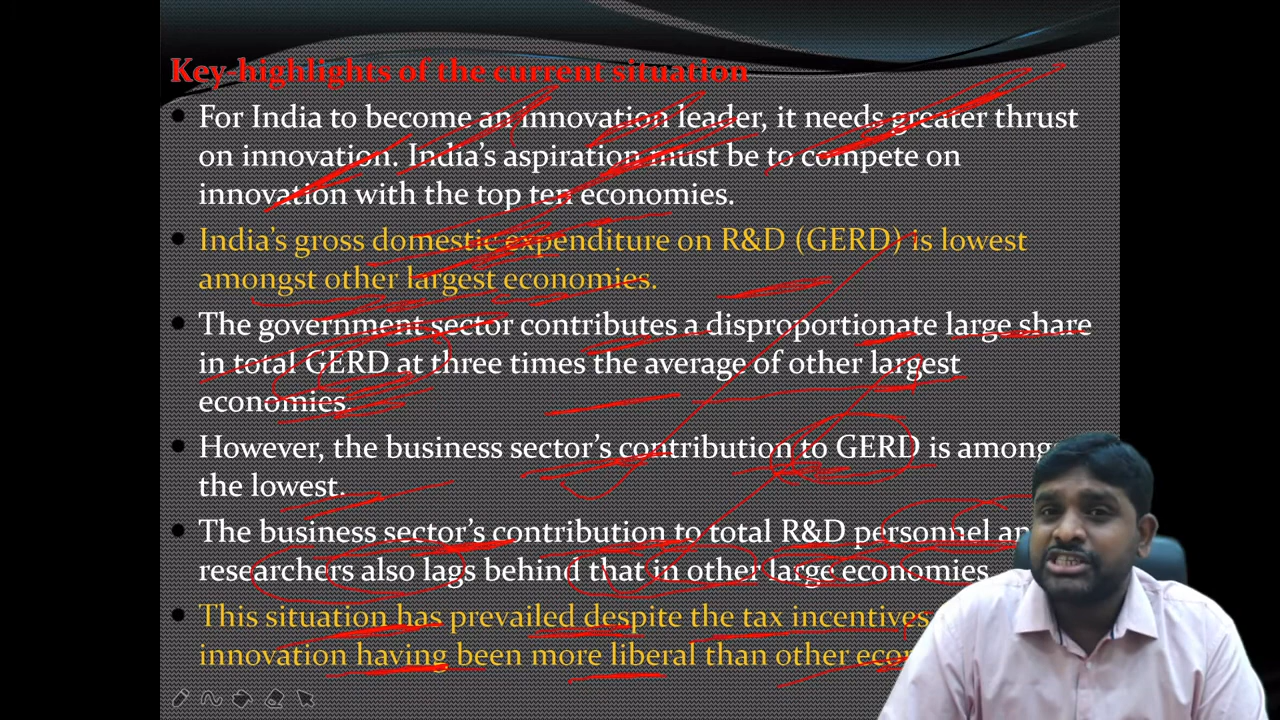 Key-highlights of the current situation
For India to become an innovation leader, it needs greater thrust
on innovation. India's aspiration must be to compete on
innovation with the top ten economies.
India's gross domestic expenditure on R&D (GERD) is lowest
amongst other largest economies.
The government sector contributes a disproportionate large share
in total GERD at three times the average of other largest
economies.
However, the business sector's contribution to GERD is amongs
the lowest.
The business sector's contribution to total R&D personnel an
researchers also lags behind that in other large economies.
This situation has prevailed despite the tax incentives
innovation having been more liberal than other eco